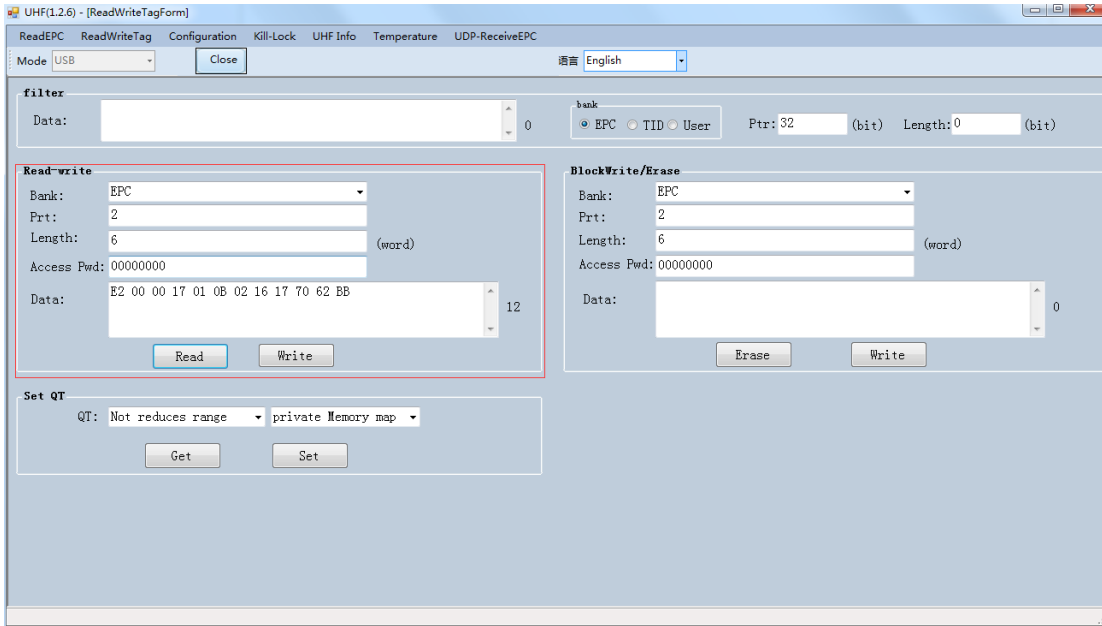 UHF(1.2.6) - [ReadWriteTagForm]
ReadEPC ReadWriteTag Configuration Kill-Lock UHF Info Temperature UDP-ReceiveEPC
Mode USB Close 语言 English
filter
Data: 0
bank
EPC TID User Ptr: 32 (bit) Length: 0 (bit)
Read-write
Bank: EPC
Prt: 2
Length: 6 (word)
Access Pwd: 00000000
Data: E2 00 00 17 01 0B 02 16 17 70 62 BB 12
Read Write
BlockWrite/Erase
Bank: EPC
Prt: 2
Length: 6 (word)
Access Pwd: 00000000
Data: 0
Erase Write
Set QT
QT: Not reduces range private Memory map
Get Set